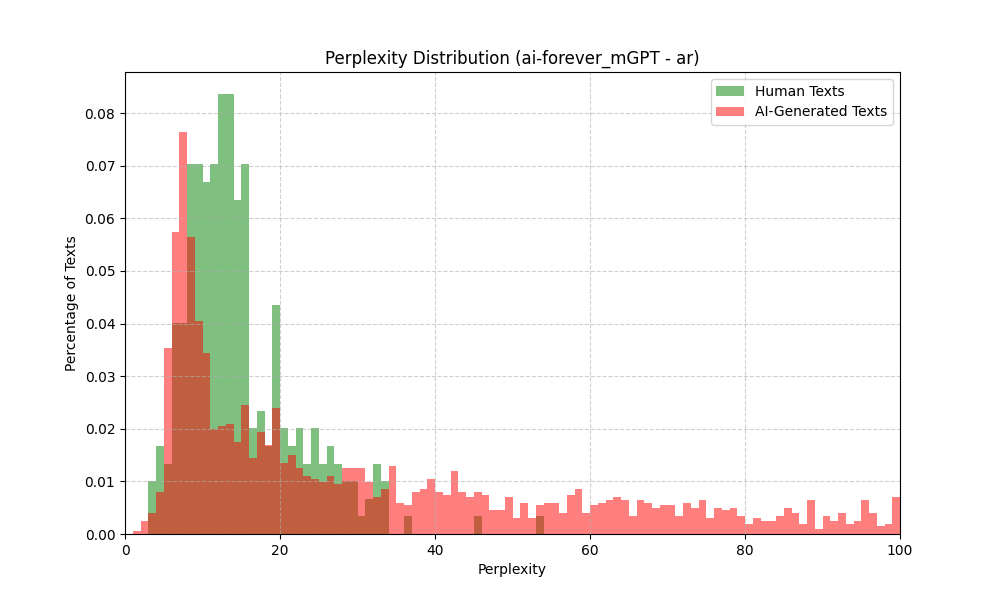 Perplexity Distribution (ai-forever_mGPT - ar)
Human Texts
AI-Generated Texts
Percentage of Texts
0.08
0.07
0.06
0.05
0.04
0.03
0.02
0.01
0.00
0 20 40 60 80 100
Perplexity